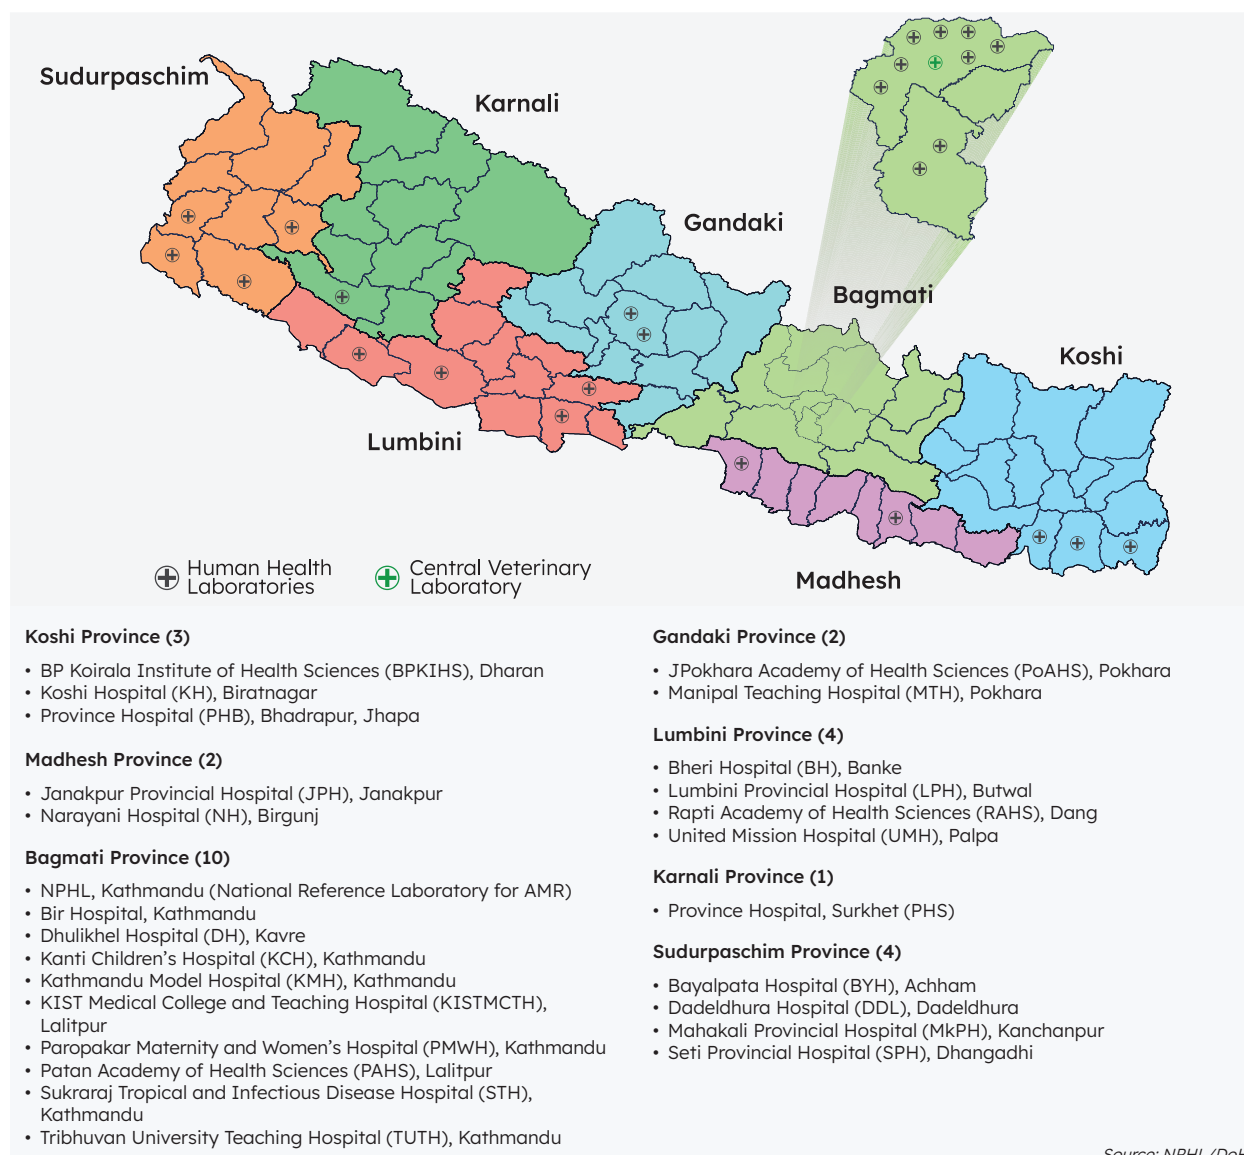 Sudurpaschim
Karnali
Gandaki
Bagmati
Koshi
Lumbini
Madhesh
Human Health
Laboratories
Central Veterinary
Laboratory
Koshi Province (3)
• BP Koirala Institute of Health Sciences (BPKIHS), Dharan
• Koshi Hospital (KH), Biratnagar
• Province Hospital (PHB), Bhadrapur, Jhapa
Madhesh Province (2)
• Janakpur Provincial Hospital (JPH), Janakpur
• Narayani Hospital (NH), Birgunj
Bagmati Province (10)
• NPHL, Kathmandu (National Reference Laboratory for AMR)
• Bir Hospital, Kathmandu
• Dhulikhel Hospital (DH), Kavre
• Kanti Children's Hospital (KCH), Kathmandu
• Kathmandu Model Hospital (KMH), Kathmandu
• KIST Medical College and Teaching Hospital (KISTMCTH),
Lalitpur
• Paropakar Maternity and Women's Hospital (PMWH), Kathmandu
• Patan Academy of Health Sciences (PAHS), Lalitpur
• Sukraraj Tropical and Infectious Disease Hospital (STH),
Kathmandu
• Tribhuvan University Teaching Hospital (TUTH), Kathmandu
Gandaki Province (2)
• JPokhara Academy of Health Sciences (PoAHS), Pokhara
• Manipal Teaching Hospital (MTH), Pokhara
Lumbini Province (4)
• Bheri Hospital (BH), Banke
• Lumbini Provincial Hospital (LPH), Butwal
• Rapti Academy of Health Sciences (RAHS), Dang
• United Mission Hospital (UMH), Palpa
Karnali Province (1)
• Province Hospital, Surkhet (PHS)
Sudurpaschim Province (4)
• Bayalpata Hospital (BYH), Achham
• Dadeldhura Hospital (DDL), Dadeldhura
• Mahakali Provincial Hospital (MkPH), Kanchanpur
• Seti Provincial Hospital (SPH), Dhangadhi